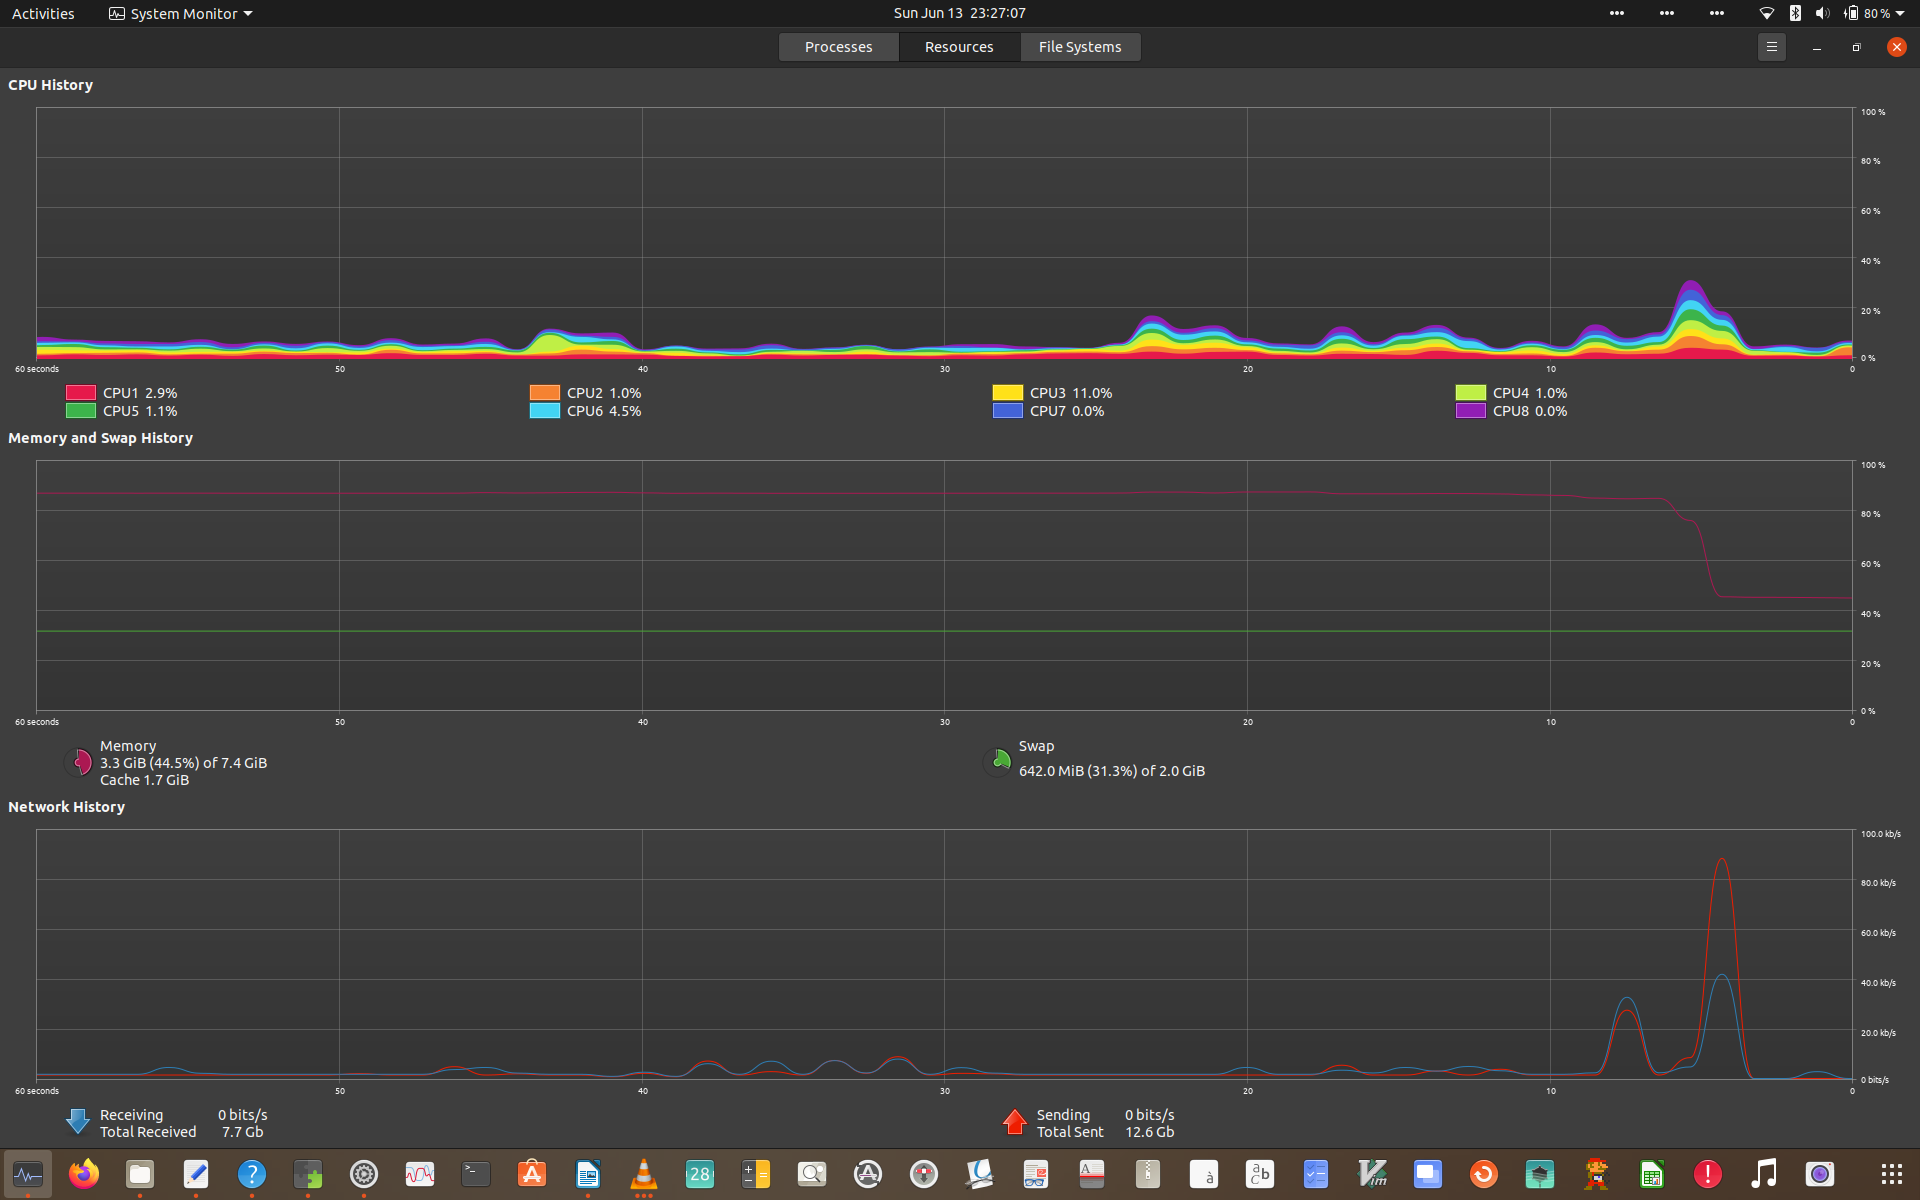 Activities System Monitor Sun Jun 13 23:27:07 80 %
Processes Resources File Systems
CPU History
100 %
80 %
60 %
40 %
20 %
0 %
60 seconds 50 40 30 20 10 0
CPU1 2.9% CPU2 1.0% CPU3 11.0% CPU4 1.0%
CPU5 1.1% CPU6 4.5% CPU7 0.0% CPU8 0.0%
Memory and Swap History
100 %
80 %
60 %
40 %
20 %
0 %
60 seconds 50 40 30 20 10 0
Memory Swap
3.3 GiB (44.5%) of 7.4 GiB 642.0 MiB (31.3%) of 2.0 GiB
Cache 1.7 GiB
Network History
100.0 kb/s
80.0 kb/s
60.0 kb/s
40.0 kb/s
20.0 kb/s
0 bits/s
60 seconds 50 40 30 20 10 0
Receiving 0 bits/s Sending 0 bits/s
Total Received 7.7 Gb Total Sent 12.6 Gb
? >_ A 28 A A à a b c Vim !